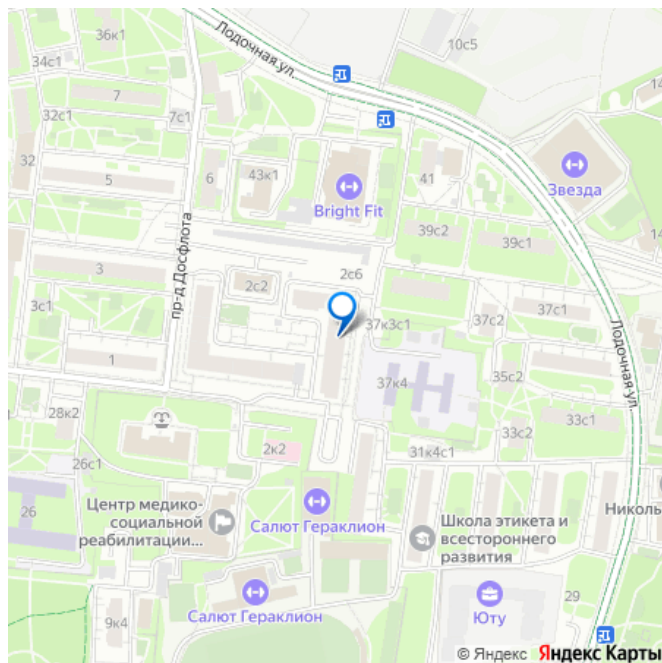 36к1
Лодочная ул.
10с5
34с1
7
14
32с1
7с1
32
43к1
41
Звезда
5
6
Bright Fit
39с2
14
39с1
пр-д Досфлота
3
2с6
2с2
3с1
37с1
37к3с1
37с2
Лодочная ул.
1
35с2
37к4
28к2
33с1
33с2
2к2
31к4с1
26с1
26
Центр медико-
социальной
реабилитации...
Салют Гераклион
Школа этикета и
всестороннего
развития
Николь
Салют Гераклион
Юту
29
9к4
© Яндекс Яндекс Карты